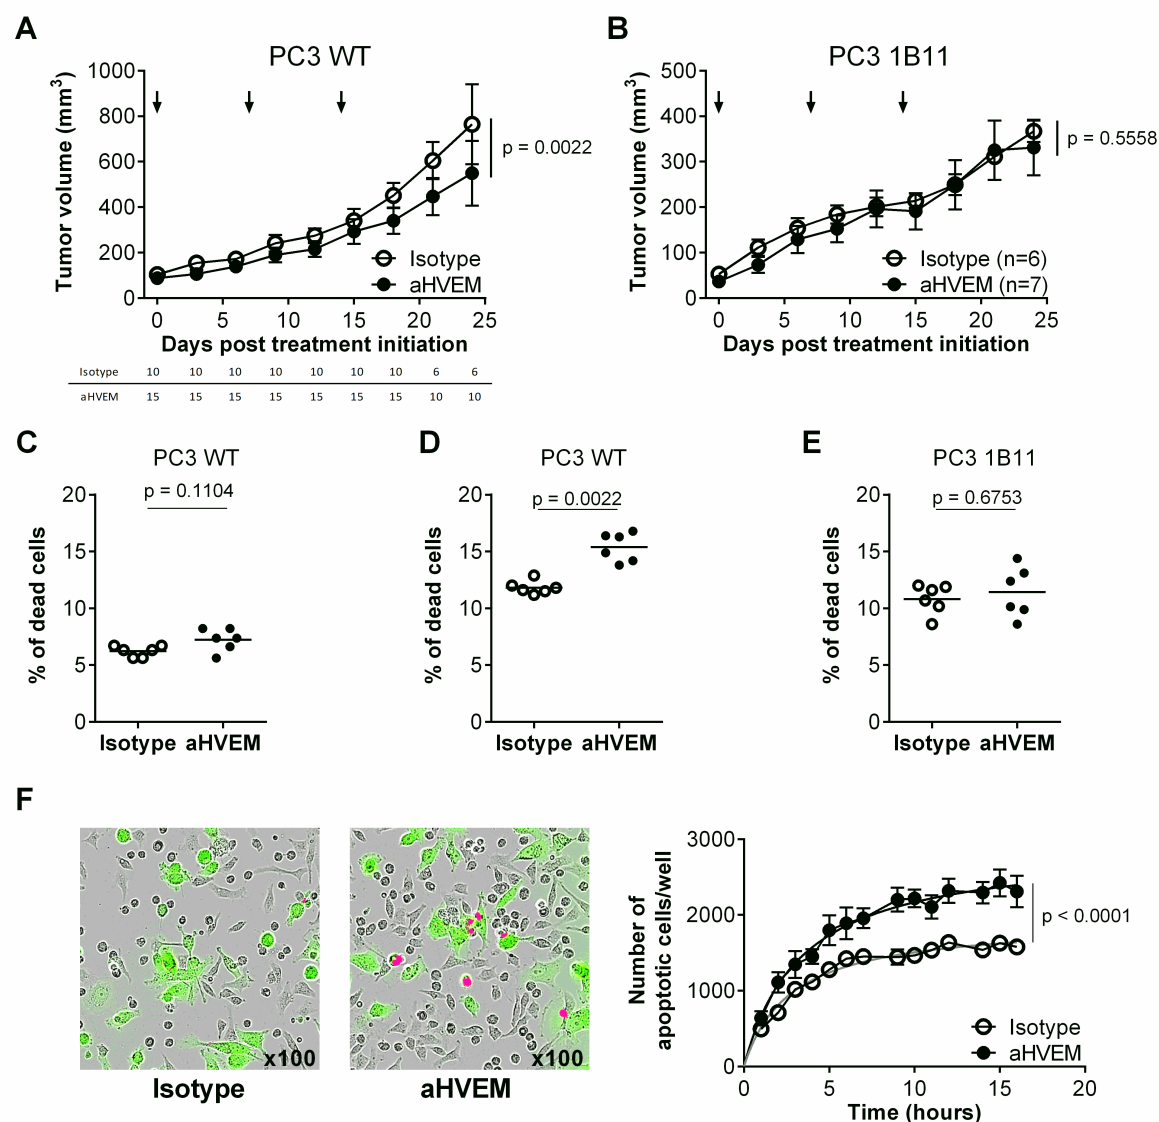 A
PC3 WT
Tumor volume (mm3)
1000
800
600
400
200
0
p = 0.0022
Isotype
aHVEM
0 5 10 15 20 25
Days post treatment initiation
Isotype 10 10 10 10 10 10 10 6 6
aHVEM 15 15 15 15 15 15 15 10 10
B
PC3 1B11
Tumor volume (mm3)
500
400
300
200
100
0
p = 0.5558
Isotype (n=6)
aHVEM (n=7)
0 5 10 15 20 25
Days post treatment initiation
C
PC3 WT
p = 0.1104
% of dead cells
20
15
10
5
0
Isotype aHVEM
D
PC3 WT
p = 0.0022
% of dead cells
20
15
10
5
0
Isotype aHVEM
E
PC3 1B11
p = 0.6753
% of dead cells
20
15
10
5
0
Isotype aHVEM
F
x100
Isotype
x100
aHVEM
Number of
apoptotic cells/well
3000
2000
1000
0
p < 0.0001
Isotype
aHVEM
0 5 10 15 20
Time (hours)